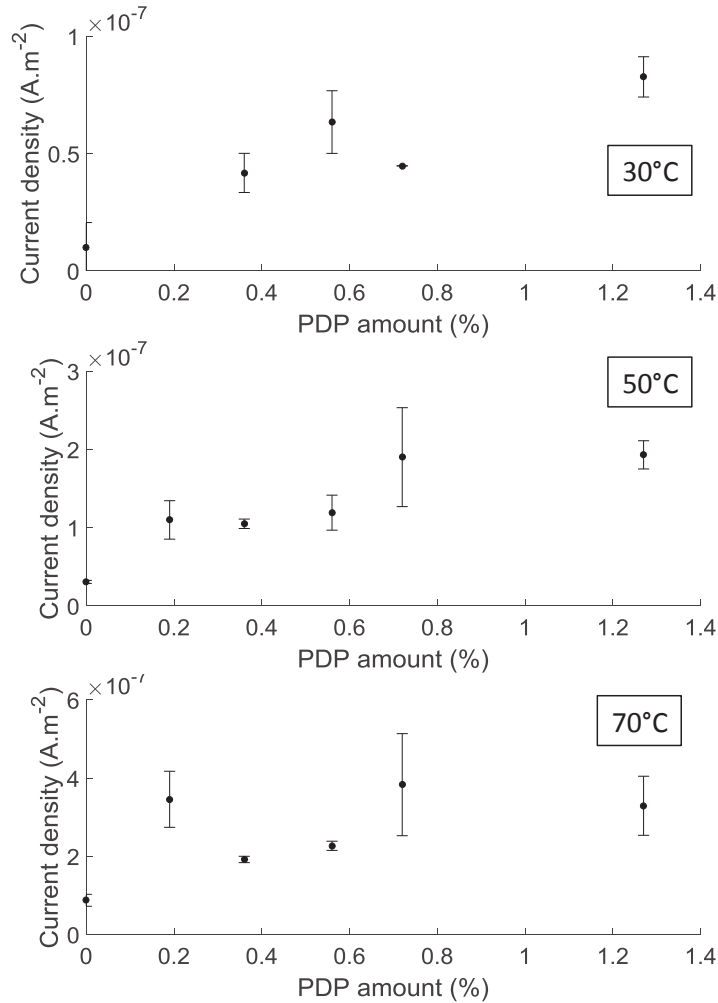 ×10⁻⁷
1
0.5
0
Current density (A.m⁻²)
30°C
0 0.2 0.4 0.6 0.8 1 1.2 1.4
PDP amount (%)
×10⁻⁷
3
2
1
0
Current density (A.m⁻²)
50°C
0 0.2 0.4 0.6 0.8 1 1.2 1.4
PDP amount (%)
×10⁻⁷
6
4
2
0
Current density (A.m⁻²)
70°C
0 0.2 0.4 0.6 0.8 1 1.2 1.4
PDP amount (%)